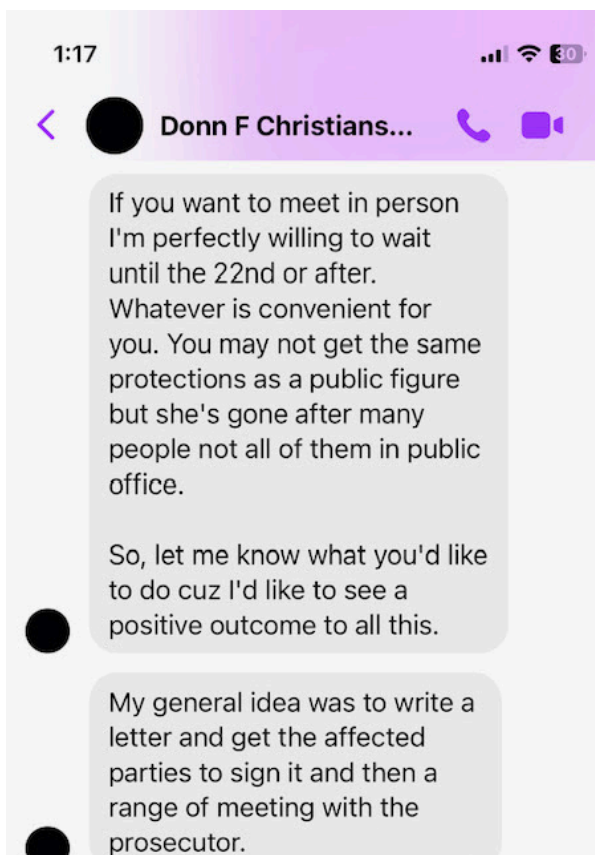 1:17
30
Donn F Christians...
If you want to meet in person
I'm perfectly willing to wait
until the 22nd or after.
Whatever is convenient for
you. You may not get the same
protections as a public figure
but she's gone after many
people not all of them in public
office.
So, let me know what you'd like
to do cuz I'd like to see a
positive outcome to all this.
My general idea was to write a
letter and get the affected
parties to sign it and then a
range of meeting with the
prosecutor.